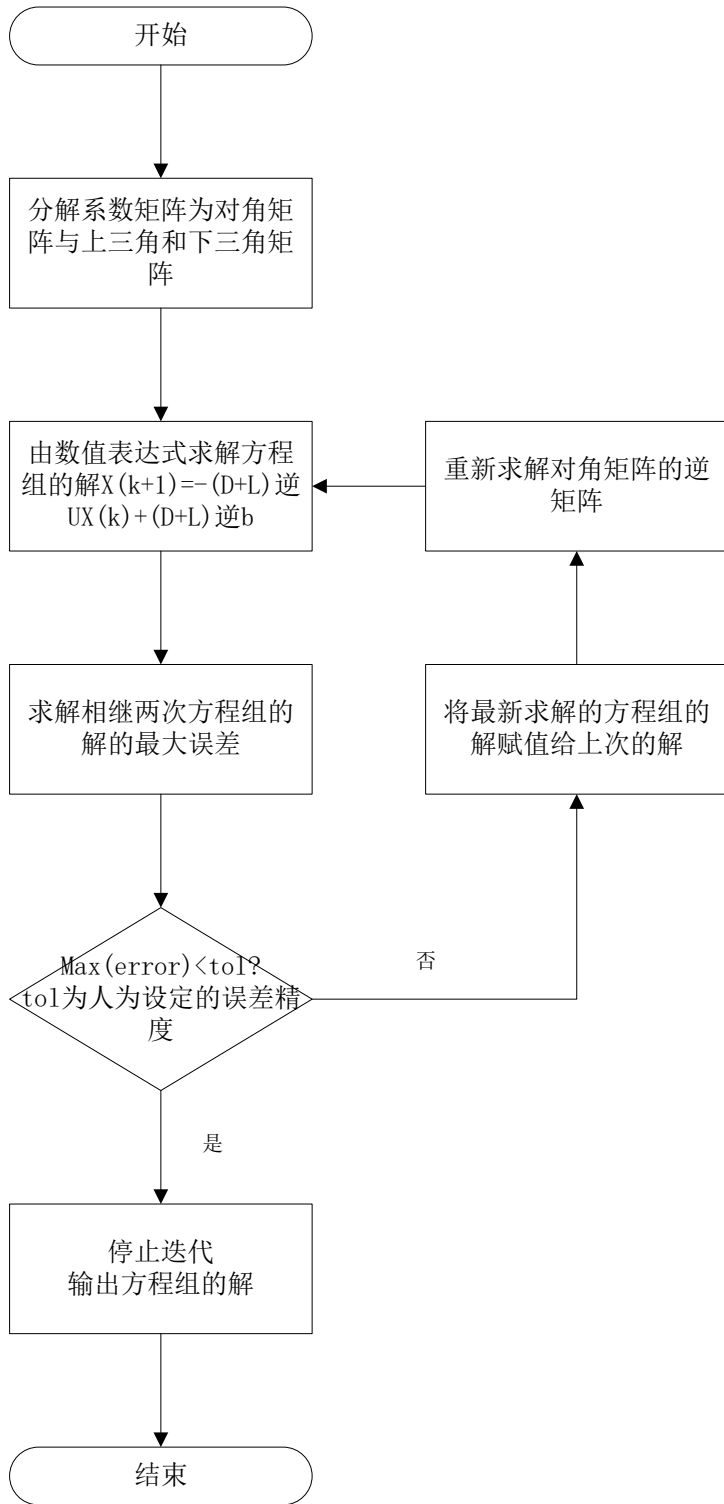 开始
分解系数矩阵为对角矩
阵与上三角和下三角矩
阵
由数值表达式求解方程
组的解X(k+1)=-(D+L)逆
UX(k)+(D+L)逆b
重新求解对角矩阵的逆
矩阵
求解相继两次方程组的
解的最大误差
将最新求解的方程组的
解赋值给上次的解
Max(error)<tol?
tol为人为设定的误差精
度
否
是
停止迭代
输出方程组的解
结束